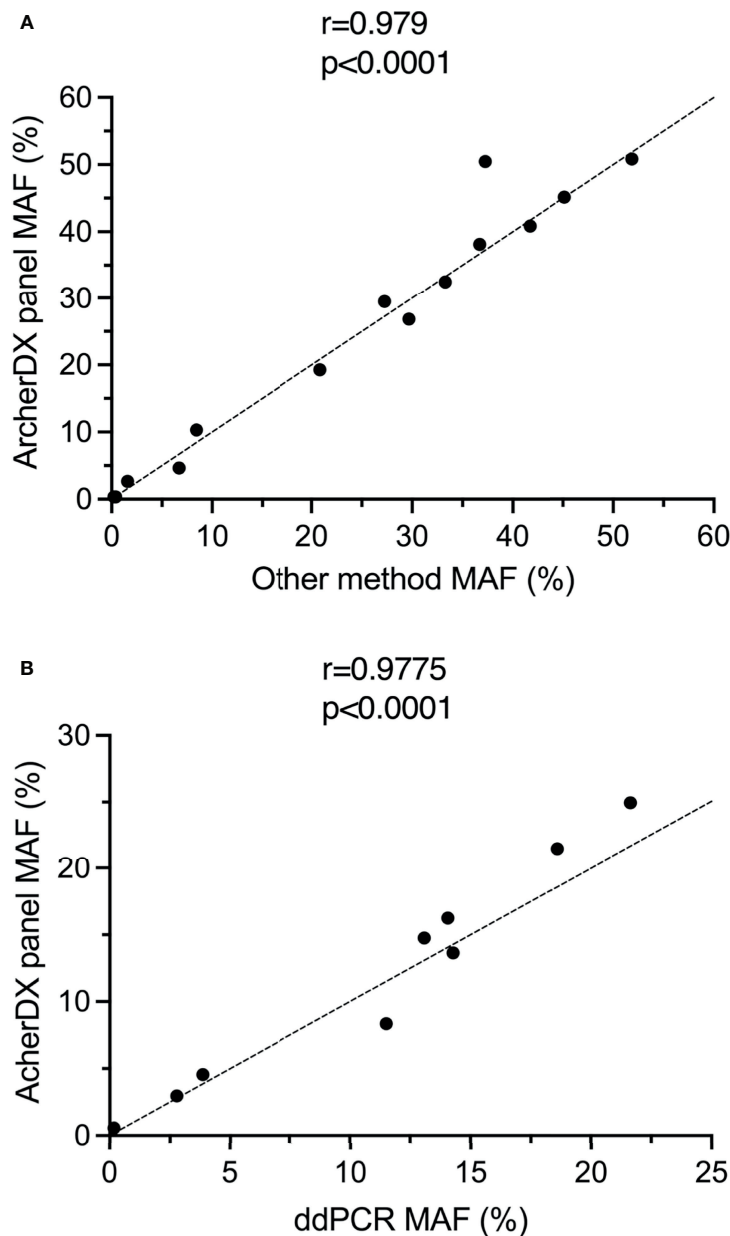 A
r=0.979
p<0.0001
ArcherDX panel MAF (%)
60
50
40
30
20
10
0
0 10 20 30 40 50 60
Other method MAF (%)
B
r=0.9775
p<0.0001
AcherDX panel MAF (%)
30
20
10
0
0 5 10 15 20 25
ddPCR MAF (%)